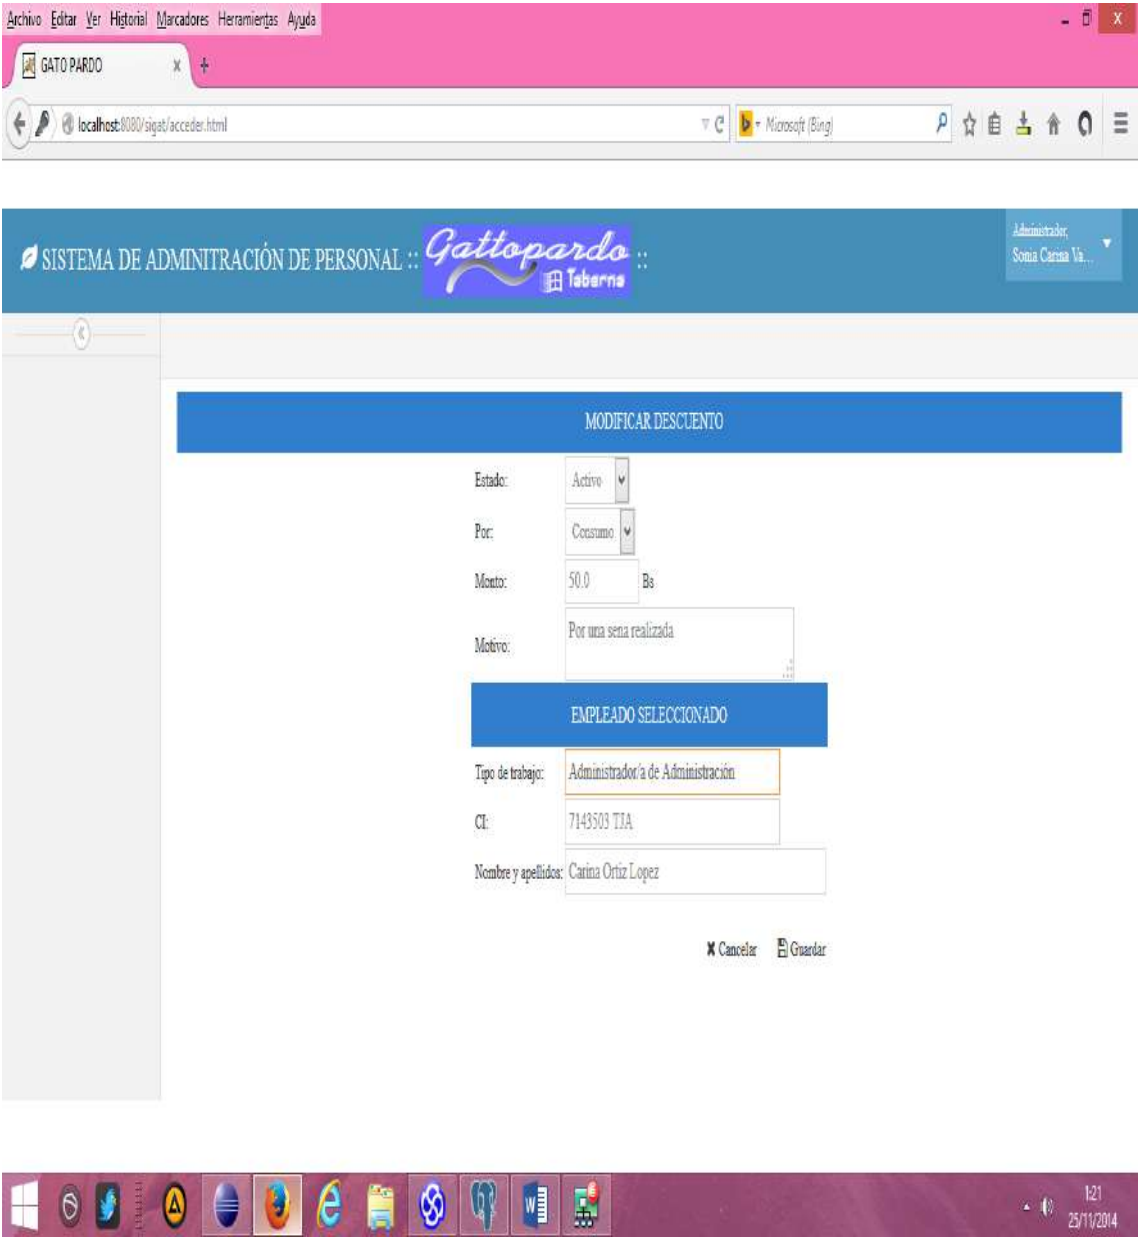 Archivo Editar Ver Historial Marcadores Herramientas Ayuda
GATO PARDO
localhost:8080/sigat/acceder.html
Microsoft (Bing)
SISTEMA DE ADMINITRACIÓN DE PERSONAL :: Gattopardo Taberna ::
Administrador,
Sonia Carina Va...
MODIFICAR DESCUENTO
Estado: Activo
Por: Consumo
Monto: 50.0 Bs
Motivo: Por una sena realizada
EMPLEADO SELECCIONADO
Tipo de trabajo: Administrador/a de Administración
CI: 7143503 TJA
Nombre y apellidos: Carina Ortiz Lopez
Cancelar Guardar
1:21
25/11/2014